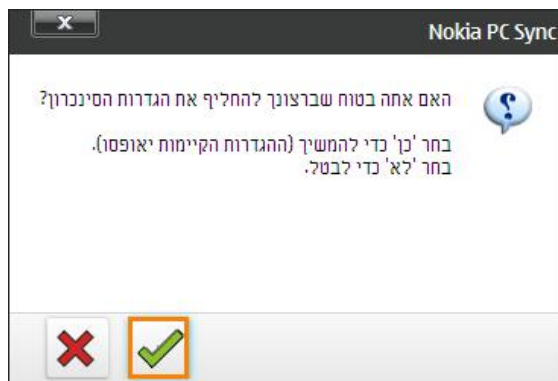 Nokia PC Sync
האם אתה בטוח שברצונך להחליף את הגדרות הסינכרון?
בחר 'כן' כדי להמשיך (ההגדרות הקיימות יאופסו).
בחר 'לא' כדי לבטל.